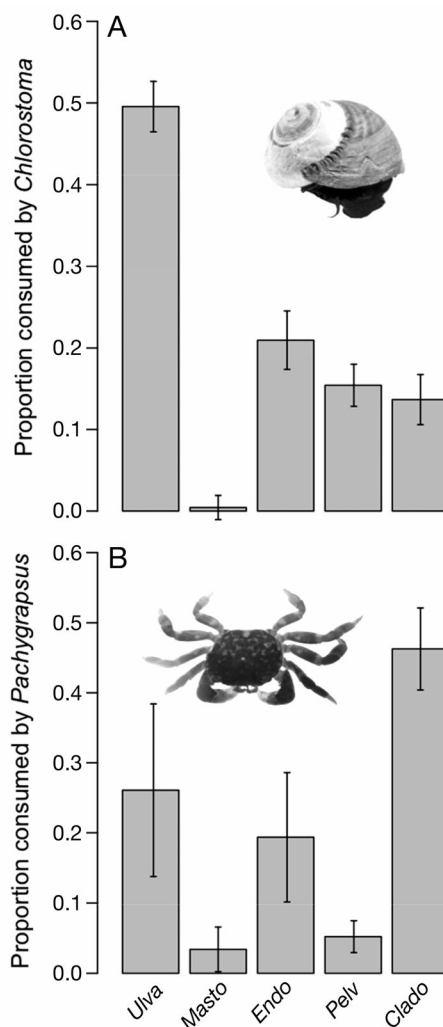 A
Proportion consumed by Chlorostoma
0.6
0.5
0.4
0.3
0.2
0.1
0.0
B
Proportion consumed by Pachygrapsus
0.6
0.5
0.4
0.3
0.2
0.1
0.0
Ulva
Masto
Endo
Pelv
Clado